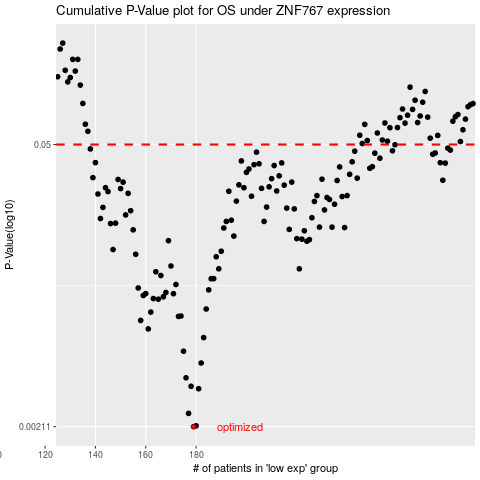 Cumulative P-Value plot for OS under ZNF767 expression
P-Value(log10)
0.05
0.00211
optimized
0 120 140 160 180
# of patients in 'low exp' group